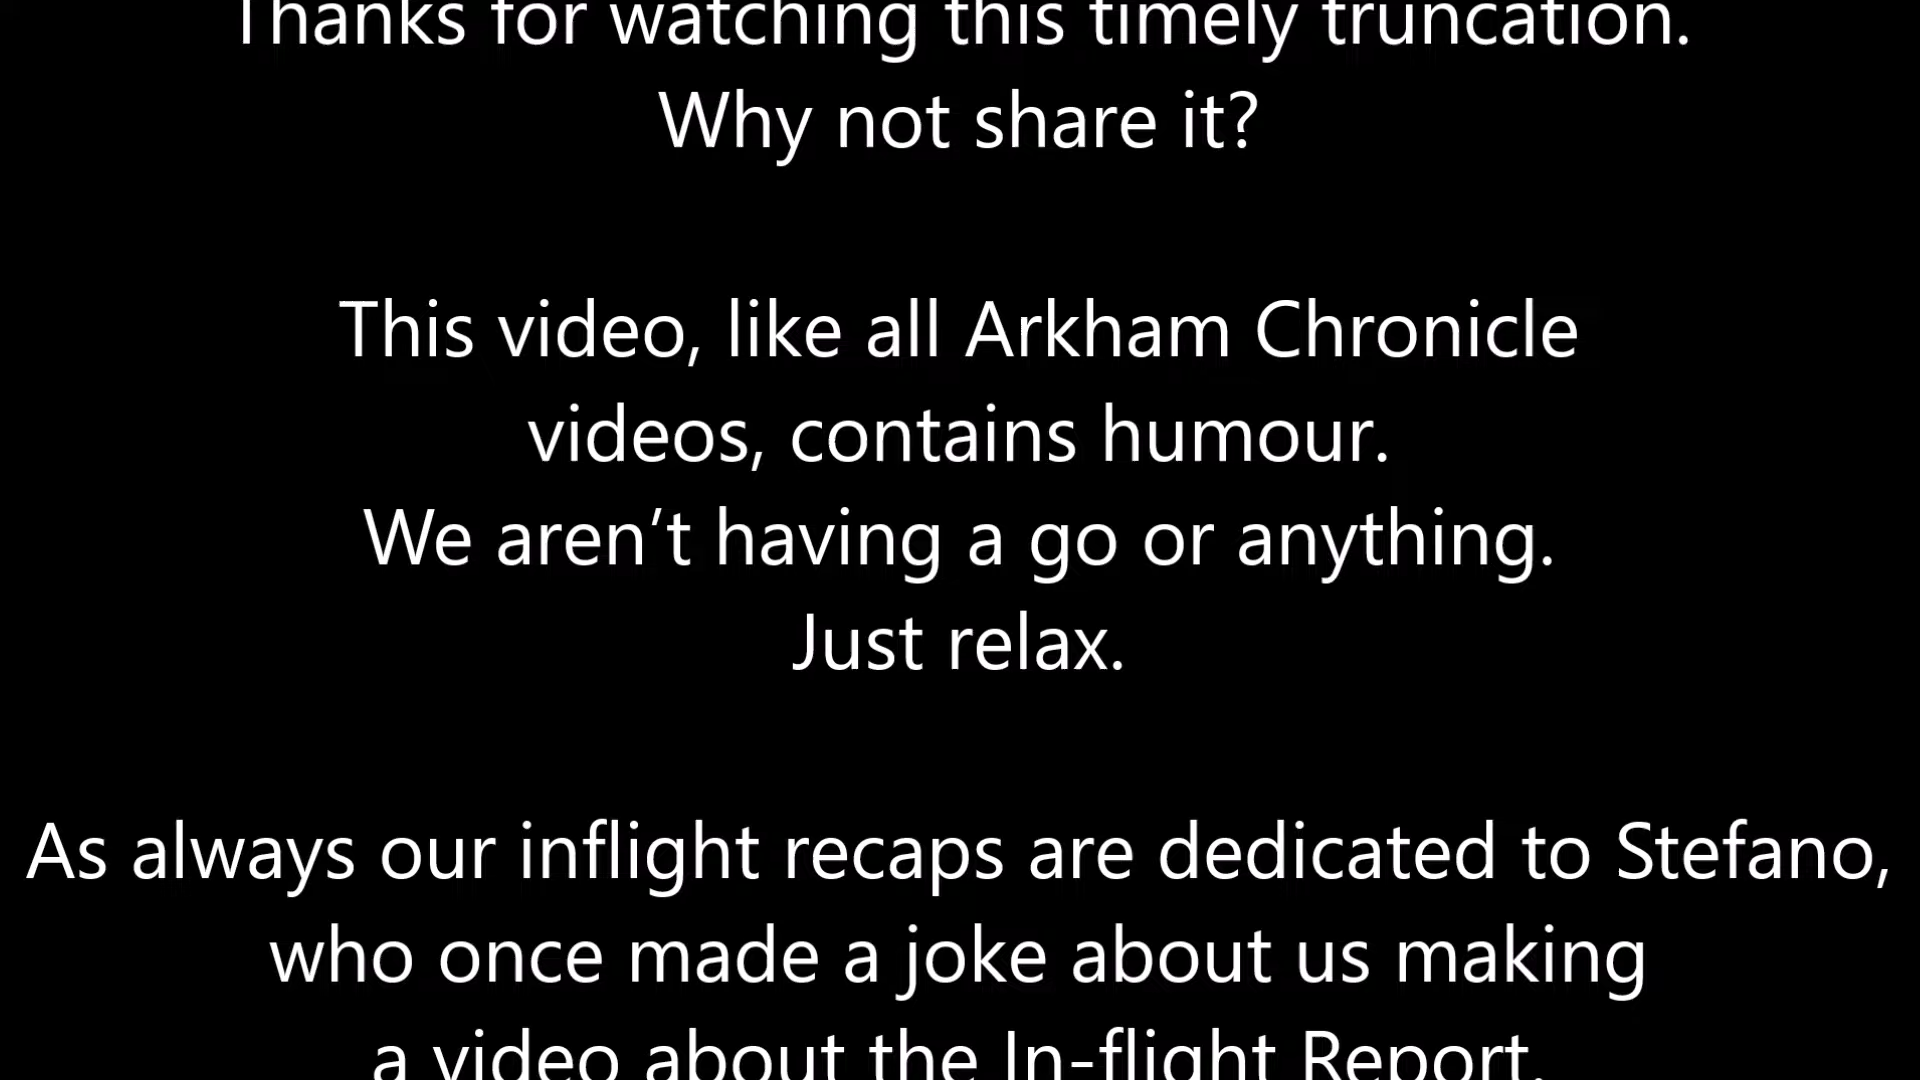 Thanks for watching this timely truncation.
Why not share it?
This video, like all Arkham Chronicle
videos, contains humour.
We aren’t having a go or anything.
Just relax.
As always our inflight recaps are dedicated to Stefano,
who once made a joke about us making
a video about the In-flight Report.